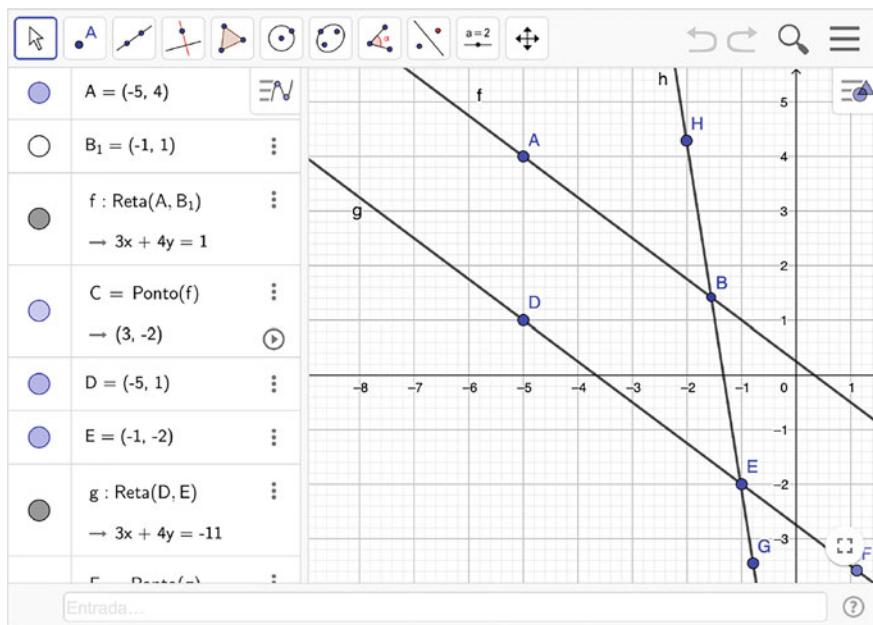 A
α
a = 2
A = (-5, 4)
B₁ = (-1, 1)
f : Reta(A, B₁)
→ 3x + 4y = 1
C = Ponto(f)
→ (3, -2)
D = (-5, 1)
E = (-1, -2)
g : Reta(D, E)
→ 3x + 4y = -11
f
h
H
A
g
B
D
E
G
F
5
4
3
2
1
-8 -7 -6 -5 -4 -3 -2 -1 0 1
-1
-2
-3
Entrada...
?